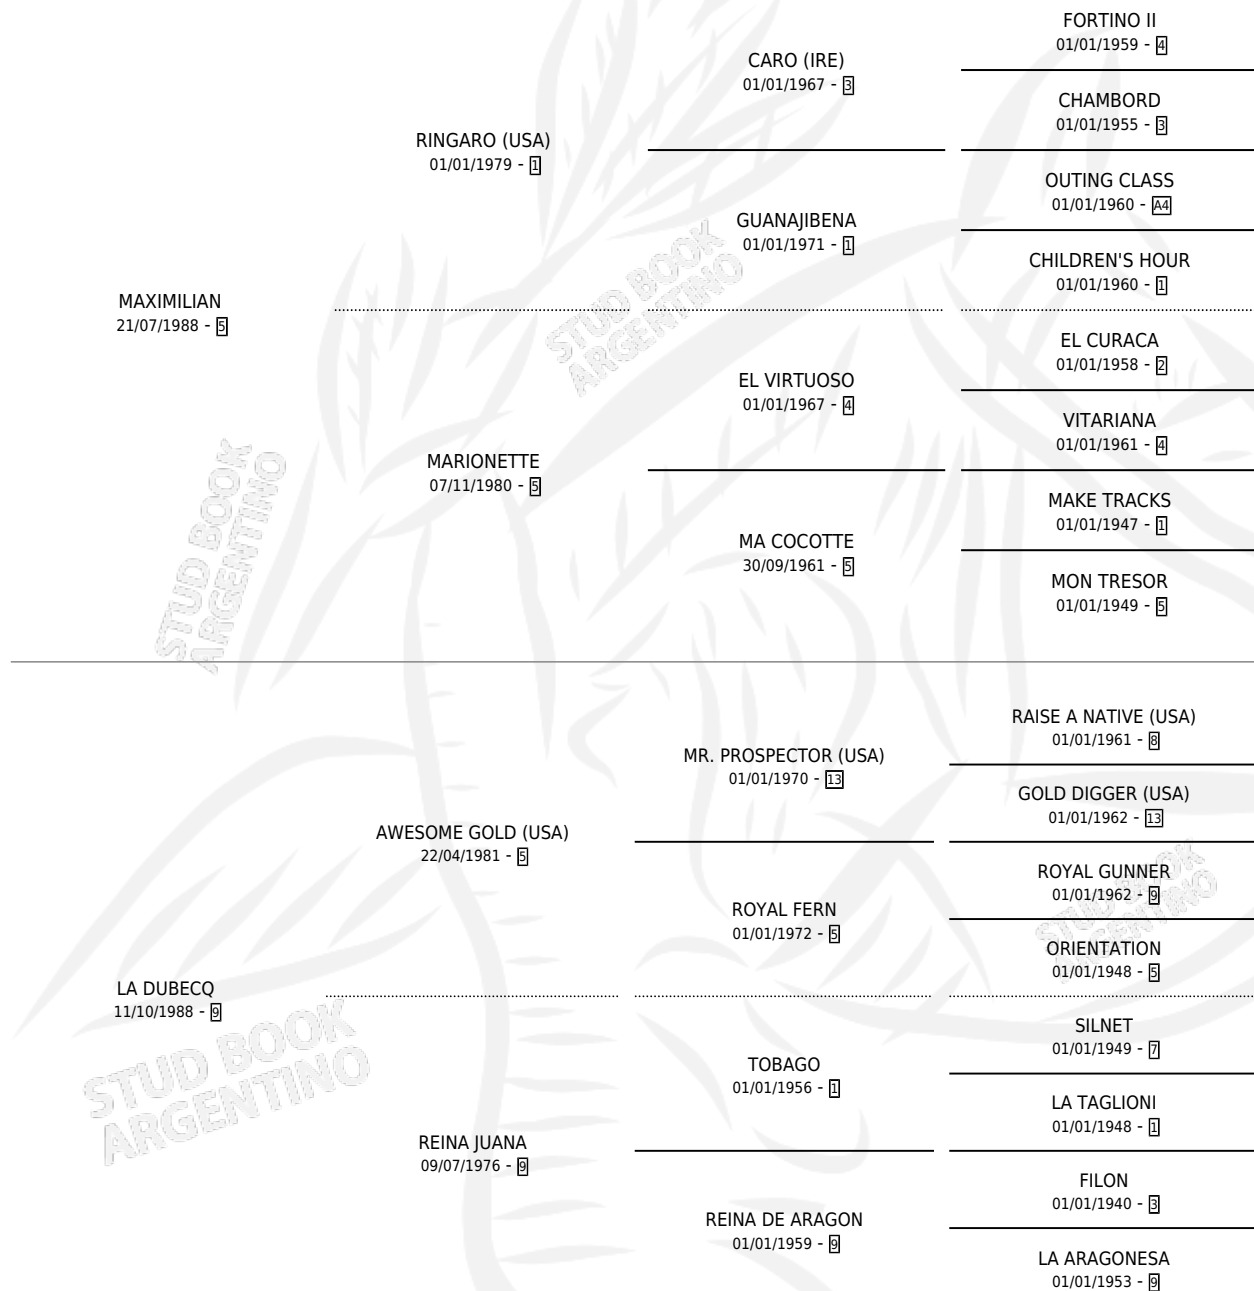 FORTINO II
01/01/1959 - 4
CARO (IRE)
01/01/1967 - 3
CHAMBORD
01/01/1955 - 3
RINGARO (USA)
01/01/1979 - 1
OUTING CLASS
01/01/1960 - A4
GUANAJIBENA
01/01/1971 - 1
CHILDREN'S HOUR
01/01/1960 - 1
MAXIMILIAN
21/07/1988 - 5
EL CURACA
01/01/1958 - 2
EL VIRTUOSO
01/01/1967 - 4
VITARIANA
01/01/1961 - 4
MARIONETTE
07/11/1980 - 5
MAKE TRACKS
01/01/1947 - 1
MA COCOTTE
30/09/1961 - 5
MON TRESOR
01/01/1949 - 5
RAISE A NATIVE (USA)
01/01/1961 - 8
MR. PROSPECTOR (USA)
01/01/1970 - 13
GOLD DIGGER (USA)
01/01/1962 - 13
AWESOME GOLD (USA)
22/04/1981 - 5
ROYAL GUNNER
01/01/1962 - 9
ROYAL FERN
01/01/1972 - 5
ORIENTATION
01/01/1948 - 5
LA DUBECQ
11/10/1988 - 9
SILNET
01/01/1949 - 7
TOBAGO
01/01/1956 - 1
LA TAGLIONI
01/01/1948 - 1
REINA JUANA
09/07/1976 - 9
FILON
01/01/1940 - 3
REINA DE ARAGON
01/01/1959 - 9
LA ARAGONESA
01/01/1953 - 9
STUD BOOK
ARGENTINO
STUD BOOK
ARGENTINO
STUD BOOK
ARGENTINO
STUD BOOK
ARGENTINO